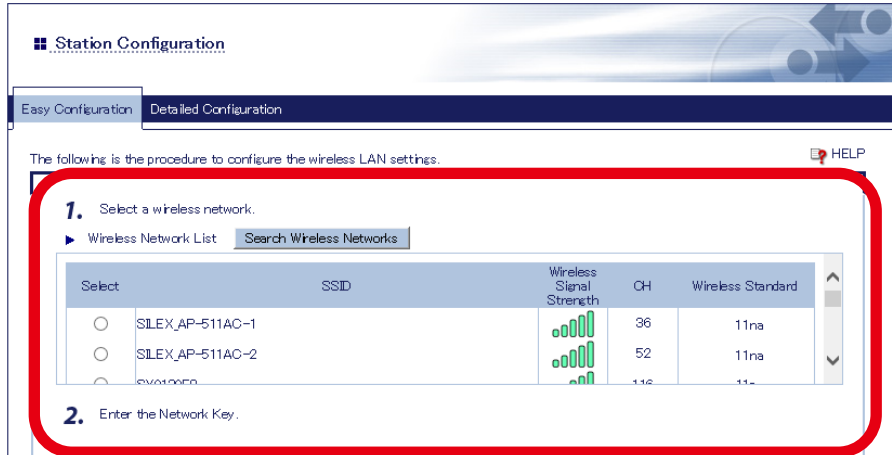 Station Configuration
Easy Configuration Detailed Configuration
The following is the procedure to configure the wireless LAN settings.
HELP
1. Select a wireless network.
Wireless Network List Search Wireless Networks
Select SSID Wireless Signal Strength CH Wireless Standard
SILEX_AP-511AC-1 36 11na
SILEX_AP-511AC-2 52 11na
2. Enter the Network Key.